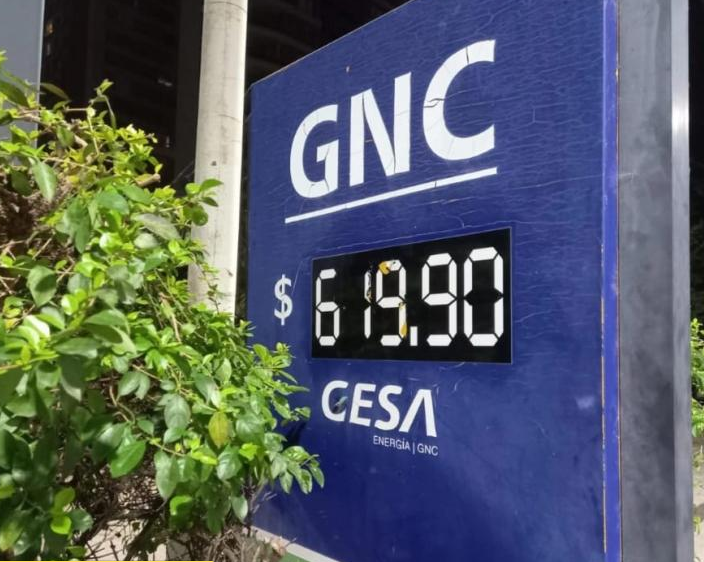 GNC
$ 619.90
GESA
ENERGÍA | GNC